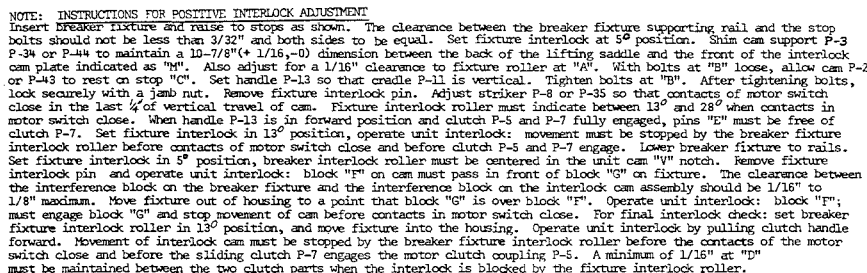 NOTE: INSTRUCTIONS FOR POSITIVE INTERLOCK ADJUSTMENT
Insert breaker fixture and raise to stops as shown. The clearance between the breaker fixture supporting rail and the stop
bolts should not be less than 3/32" and both sides to be equal. Set fixture interlock at 5° position. Shim cam support P-3
P-34 or P-44 to maintain a 10-7/8"(+ 1/16,-0) dimension between the back of the lifting saddle and the front of the interlock
cam plate indicated as "M". Also adjust for a 1/16" clearance to fixture roller at "A". With bolts at "B" loose, allow cam P-2
or P-43 to rest on stop "C". Set handle P-13 so that cradle P-11 is vertical. Tighten bolts at "B". After tightening bolts,
lock securely with a jamb nut. Remove fixture interlock pin. Adjust striker P-8 or P-35 so that contacts of motor switch
close in the last ¼" of vertical travel of cam. Fixture interlock roller must indicate between 13° and 28° when contacts in
motor switch close. When handle P-13 is in forward position and clutch P-5 and P-7 fully engaged, pins "E" must be free of
clutch P-7. Set fixture interlock in 13° position, operate unit interlock: movement must be stopped by the breaker fixture
interlock roller before contacts of motor switch close and before clutch P-5 and P-7 engage. Lower breaker fixture to rails.
Set fixture interlock in 5° position, breaker interlock roller must be centered in the unit cam "V" notch. Remove fixture
interlock pin and operate unit interlock: block "F" on cam must pass in front of block "G" on fixture. The clearance between
the interference block on the breaker fixture and the interference block on the interlock cam assembly should be 1/16" to
1/8" maximum. Move fixture out of housing to a point that block "G" is over block "F". Operate unit interlock: block "F";
must engage block "G" and stop movement of cam before contacts in motor switch close. For final interlock check: set breaker
fixture interlock roller in 13° position, and move fixture into the housing. Operate unit interlock by pulling clutch handle
forward. Movement of interlock cam must be stopped by the breaker fixture interlock roller before the contacts of the motor
switch close and before the sliding clutch P-7 engages the motor clutch coupling P-5. A minimum of 1/16" at "D"
must be maintained between the two clutch parts when the interlock is blocked by the fixture interlock roller.